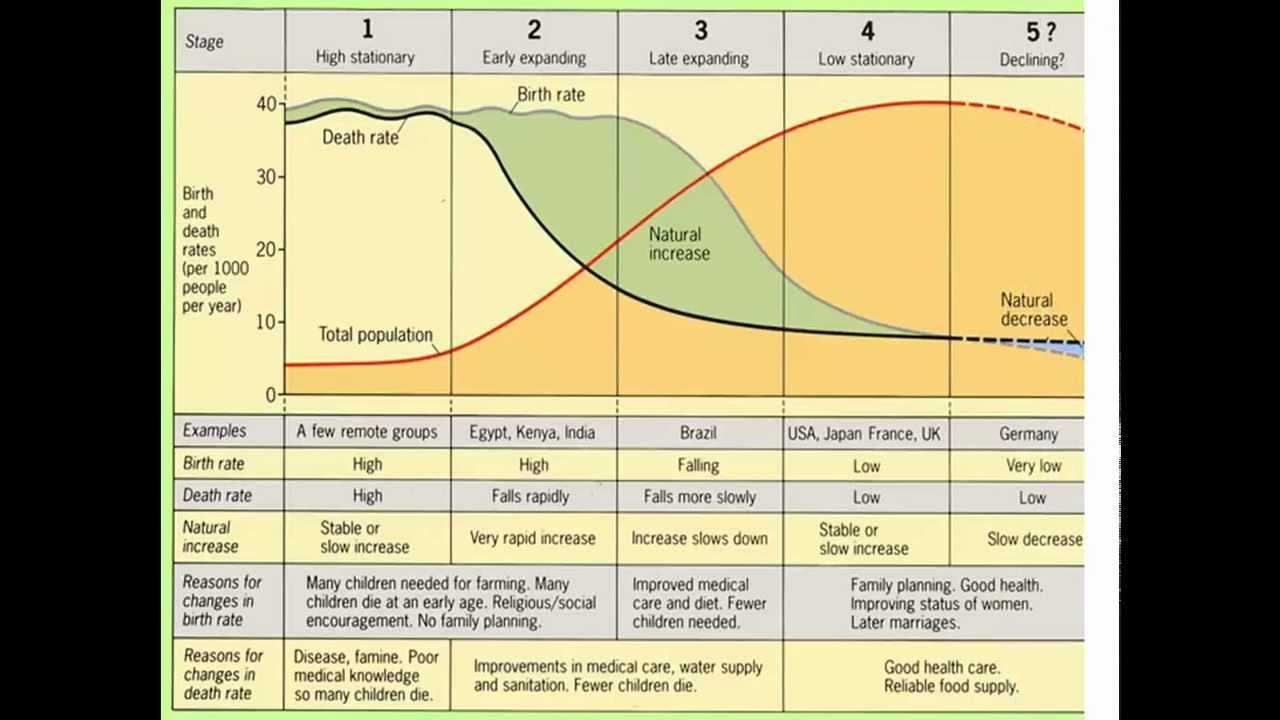 Stage
1
High stationary
2
Early expanding
3
Late expanding
4
Low stationary
5 ?
Declining?
Birth
and
death
rates
(per 1000
people
per year)
40
30
20
10
0
Birth rate
Death rate
Natural
increase
Total population
Natural
decrease
Examples
A few remote groups
Egypt, Kenya, India
Brazil
USA, Japan France, UK
Germany
Birth rate
High
High
Falling
Low
Very low
Death rate
High
Falls rapidly
Falls more slowly
Low
Low
Natural
increase
Stable or
slow increase
Very rapid increase
Increase slows down
Stable or
slow increase
Slow decrease
Reasons for
changes in
birth rate
Many children needed for farming. Many
children die at an early age. Religious/social
encouragement. No family planning.
Improved medical
care and diet. Fewer
children needed.
Family planning. Good health.
Improving status of women.
Later marriages.
Reasons for
changes in
death rate
Disease, famine. Poor
medical knowledge
so many children die.
Improvements in medical care, water supply
and sanitation. Fewer children die.
Good health care.
Reliable food supply.